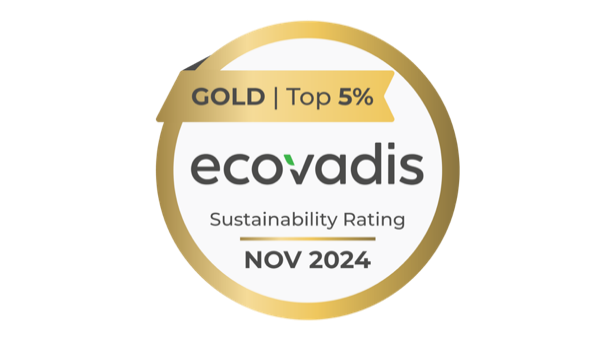 GOLD | Top 5%
ecovadis
Sustainability Rating
NOV 2024